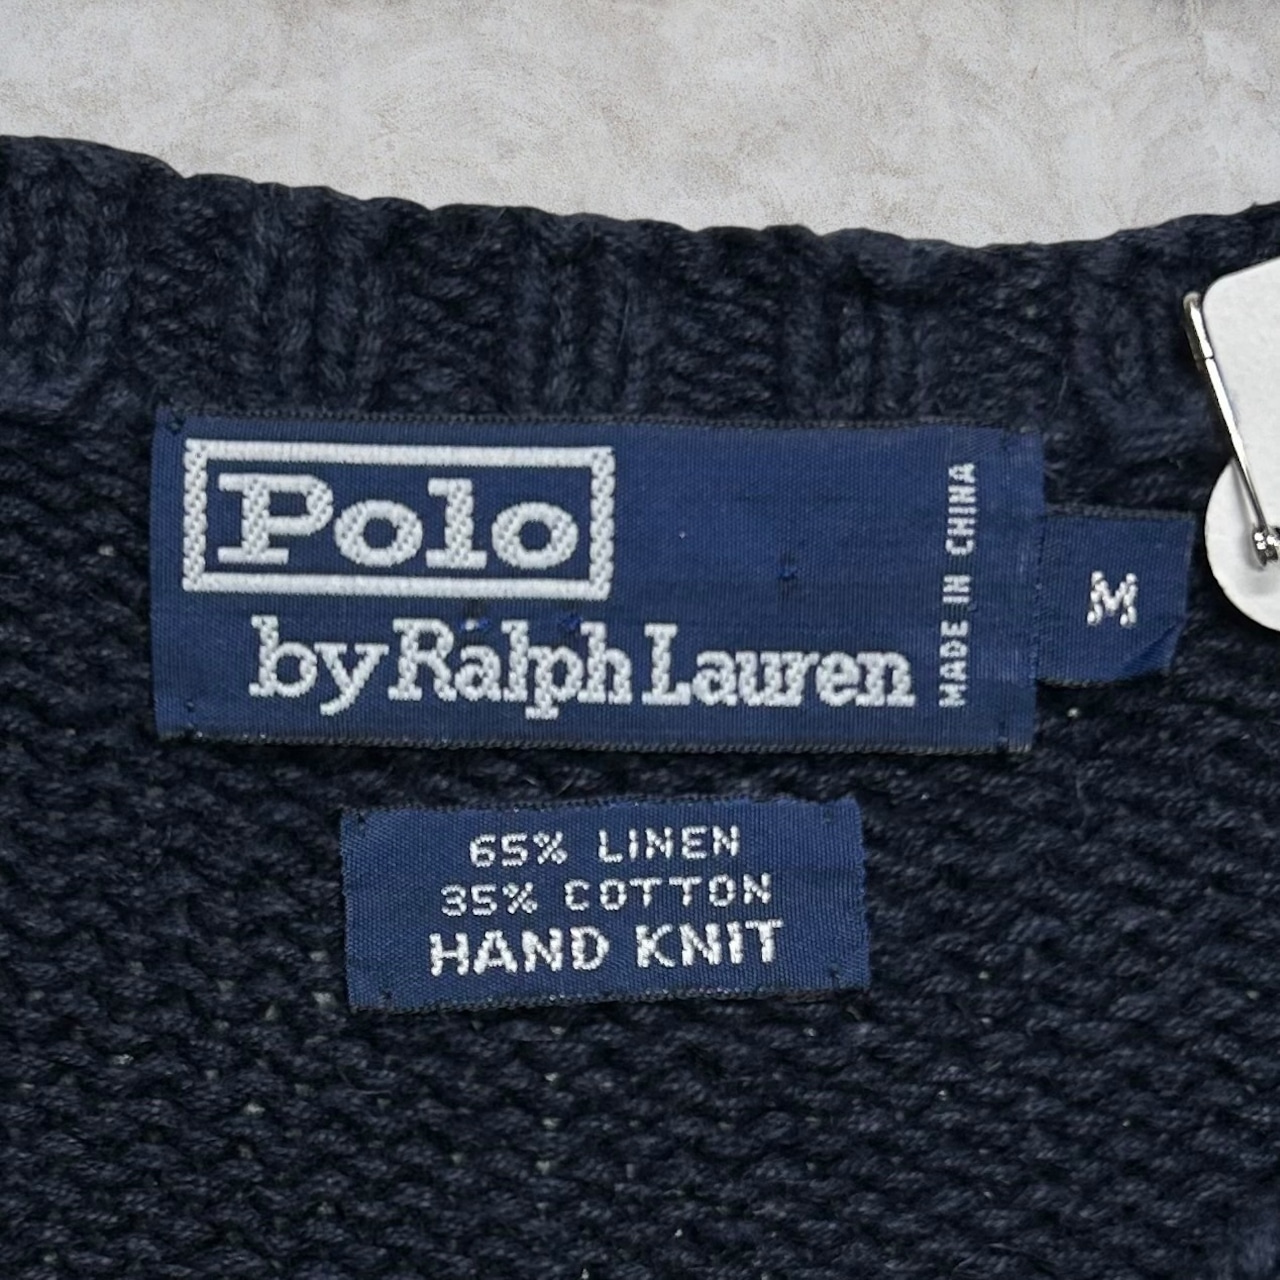 Polo
by Ralph Lauren
MADE IN CHINA
M
65% LINEN
35% COTTON
HAND KNIT